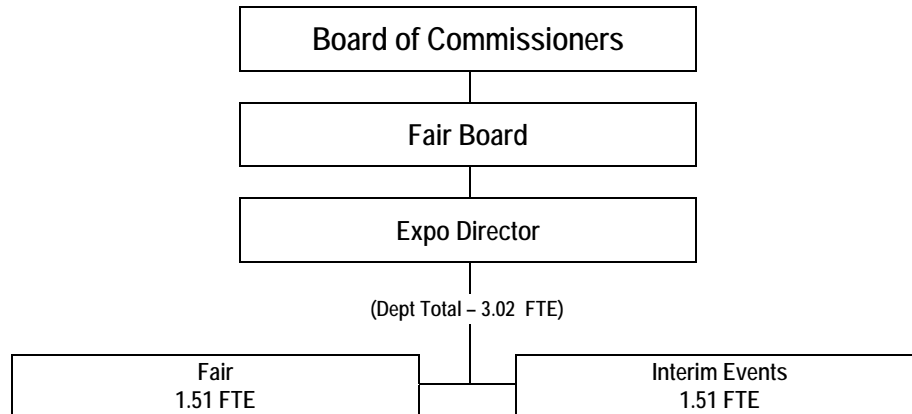 Board of Commissioners
Fair Board
Expo Director
(Dept Total – 3.02 FTE)
Fair
1.51 FTE
Interim Events
1.51 FTE